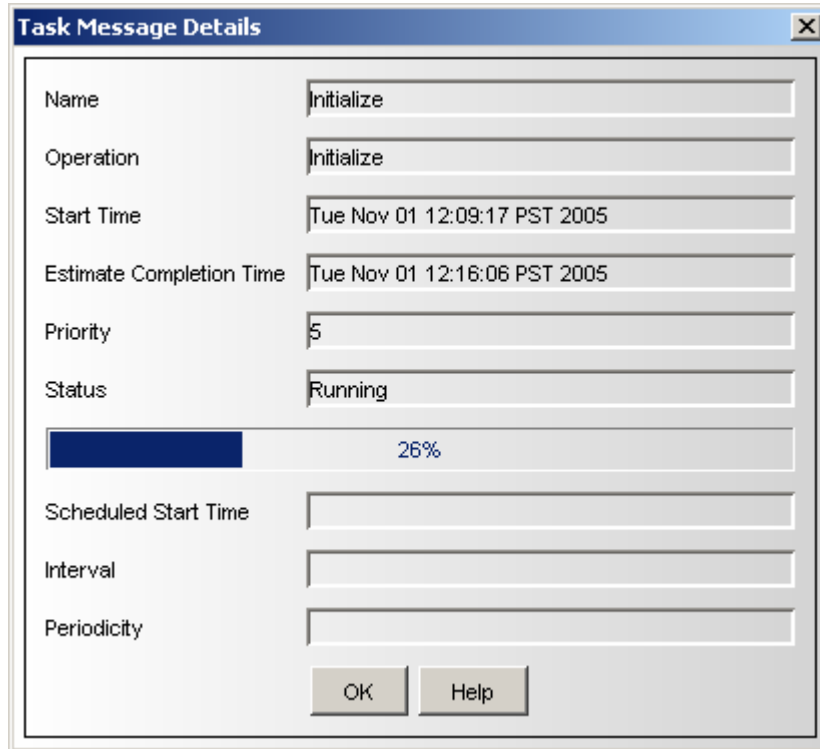 Task Message Details
Name Initialize
Operation Initialize
Start Time Tue Nov 01 12:09:17 PST 2005
Estimate Completion Time Tue Nov 01 12:16:06 PST 2005
Priority 5
Status Running
26%
Scheduled Start Time
Interval
Periodicity
OK Help